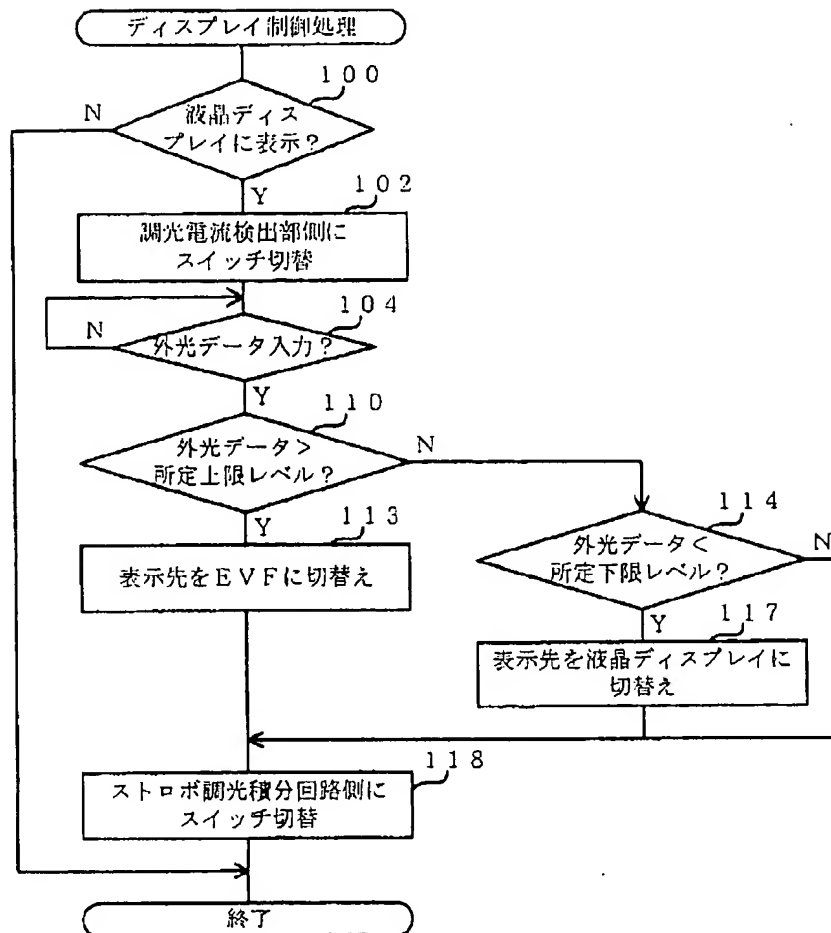 ディスプレイ制御処理
100
液晶ディス
プレイに表示?
N
Y
102
調光電流検出部側に
スイッチ切替
104
N
外光データ入力?
Y
110
外光データ>
所定上限レベル?
N
Y
113
表示先をEVFに切替え
114
外光データ<
所定下限レベル?
N
Y
117
表示先を液晶ディスプレイに
切替え
118
ストロボ調光積分回路側に
スイッチ切替
終了